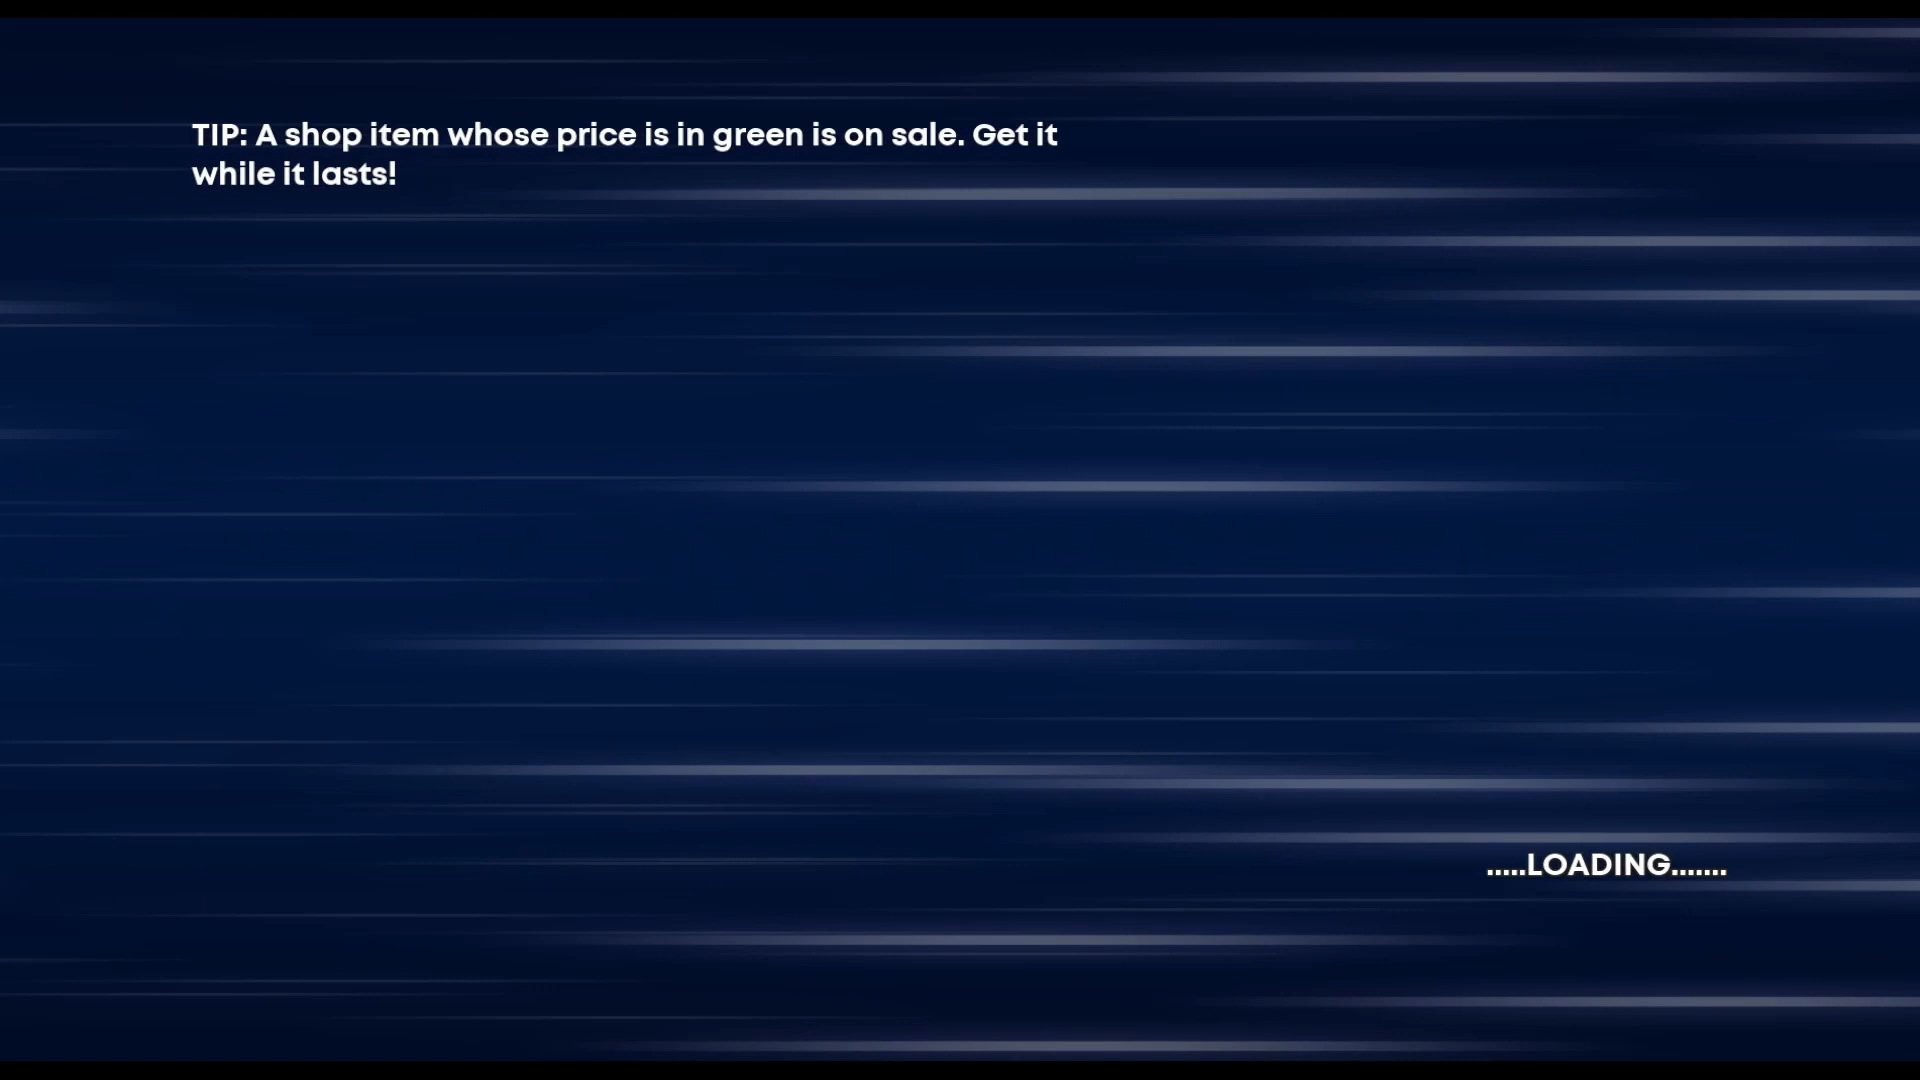 TIP: A shop item whose price is in green is on sale. Get it
while it lasts!
.....LOADING.......